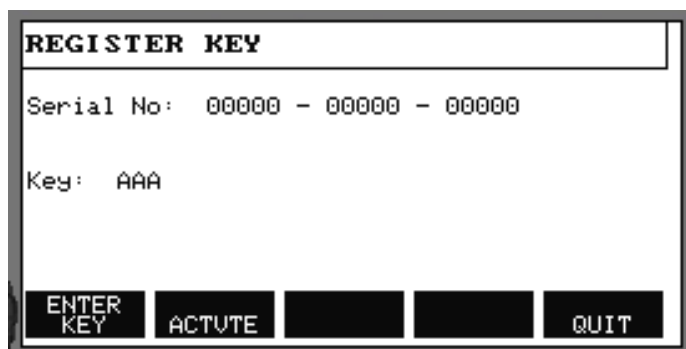 REGISTER KEY
Serial No: 00000 - 00000 - 00000
Key: AAA
ENTER
KEY
ACTVTE
QUIT